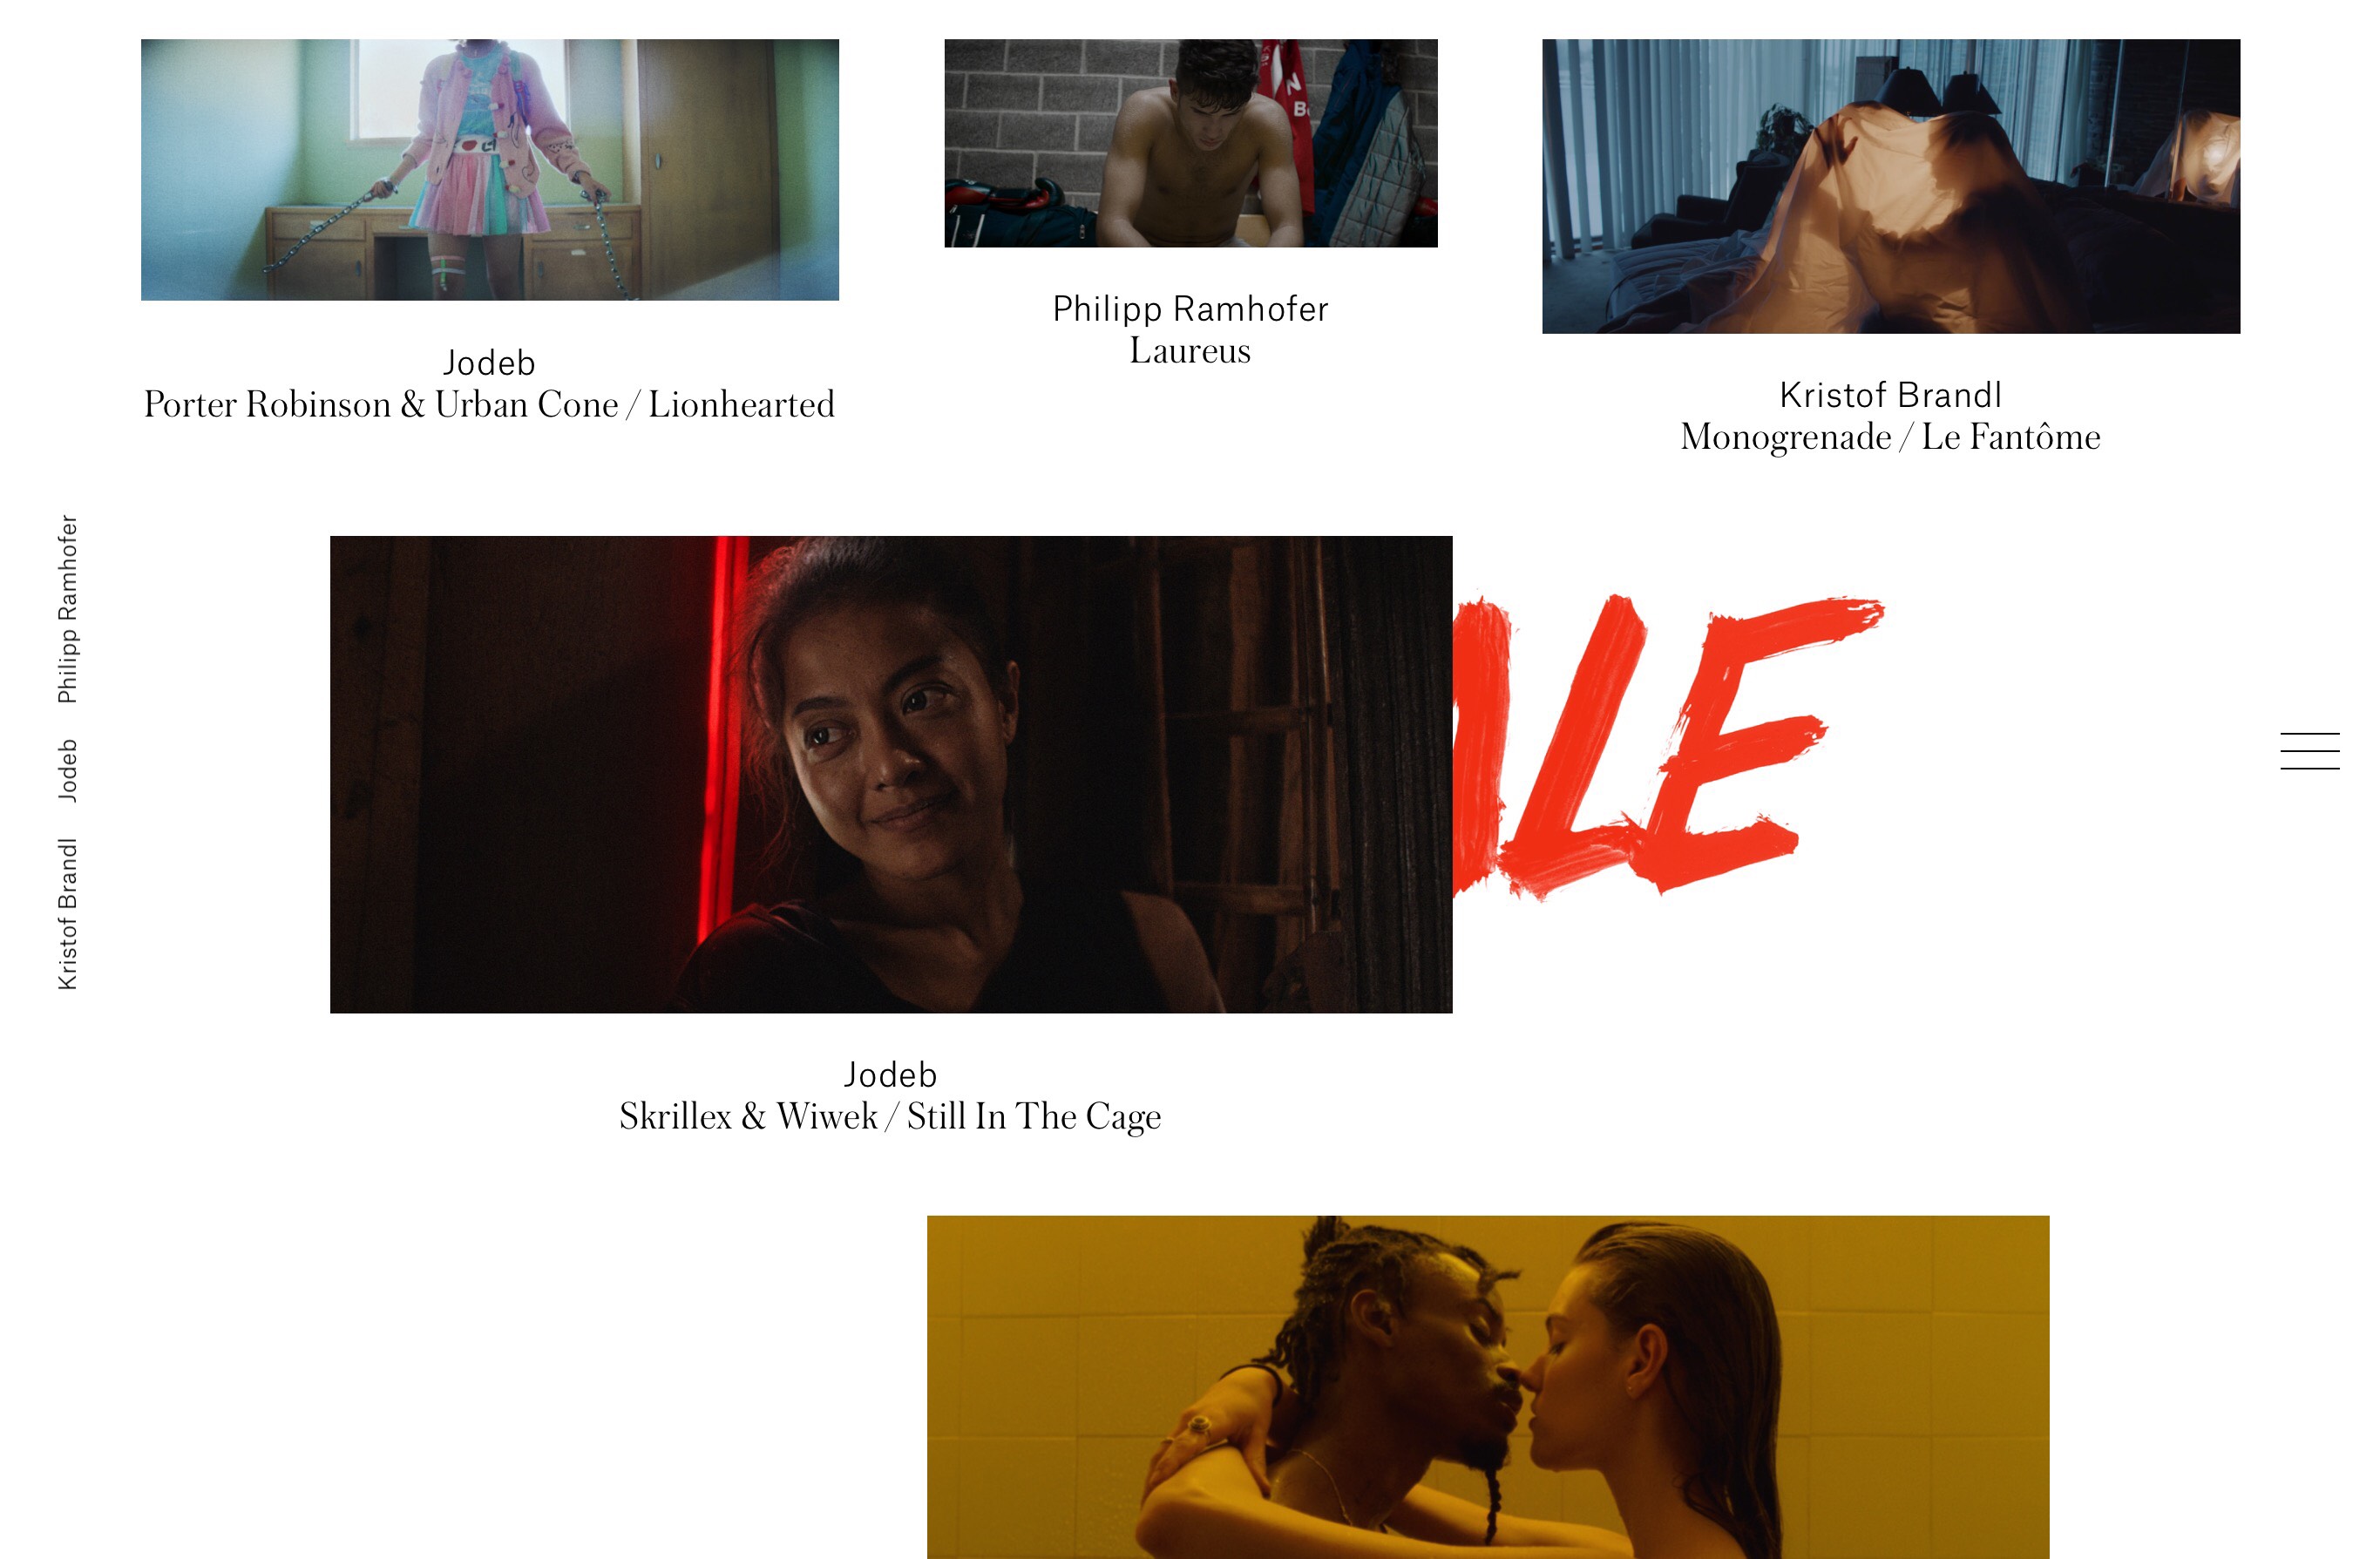 Jodeb
Porter Robinson & Urban Cone / Lionhearted
Philipp Ramhofer
Laureus
Kristof Brandl
Monogrenade / Le Fantôme
Kristof Brandl Jodeb Philipp Ramhofer
LE
Jodeb
Skrillex & Wiwek / Still In The Cage